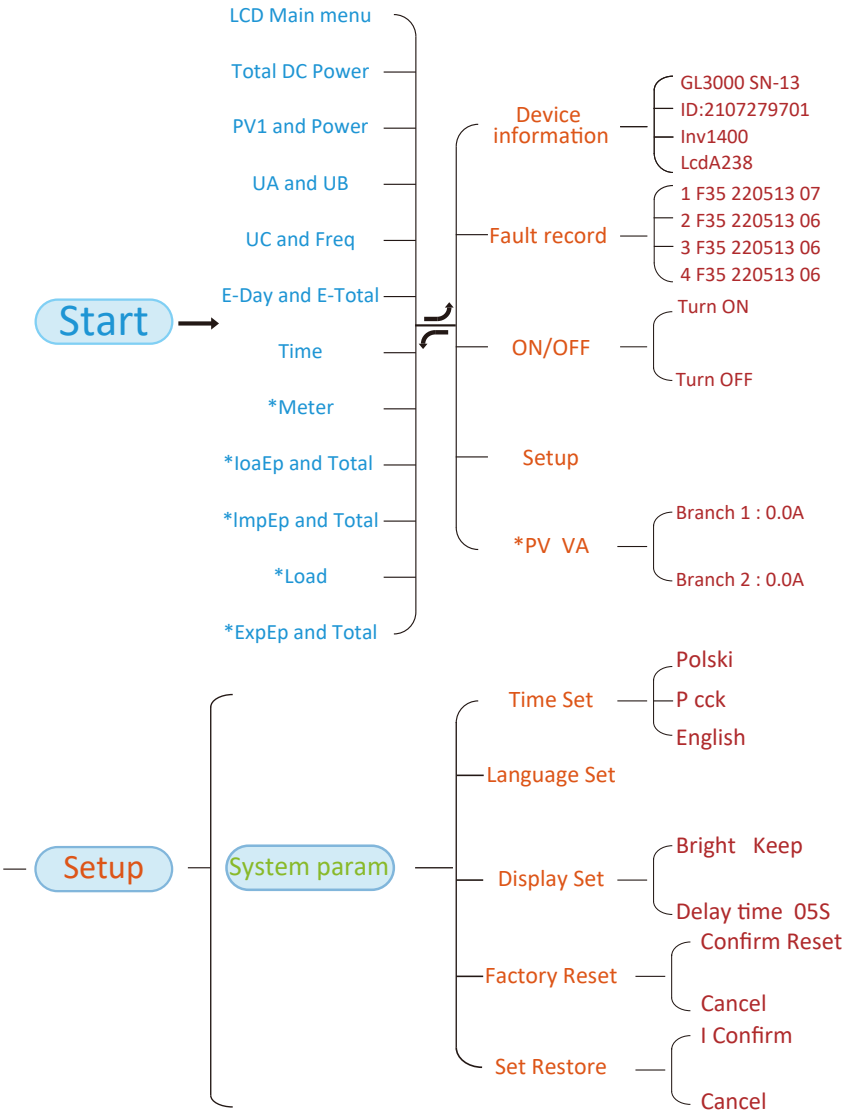 LCD Main menu
Total DC Power
PV1 and Power
UA and UB
UC and Freq
E-Day and E-Total
Time
*Meter
*IoaEp and Total
*ImpEp and Total
*Load
*ExpEp and Total
Start
Device
information
GL3000 SN-13
ID:2107279701
Inv1400
LcdA238
Fault record
1 F35 220513 07
2 F35 220513 06
3 F35 220513 06
4 F35 220513 06
ON/OFF
Turn ON
Turn OFF
Setup
*PV VA
Branch 1 : 0.0A
Branch 2 : 0.0A
Setup
System param
Time Set
Polski
P cck
English
Language Set
Display Set
Bright Keep
Delay time 05S
Factory Reset
Confirm Reset
Cancel
Set Restore
I Confirm
Cancel